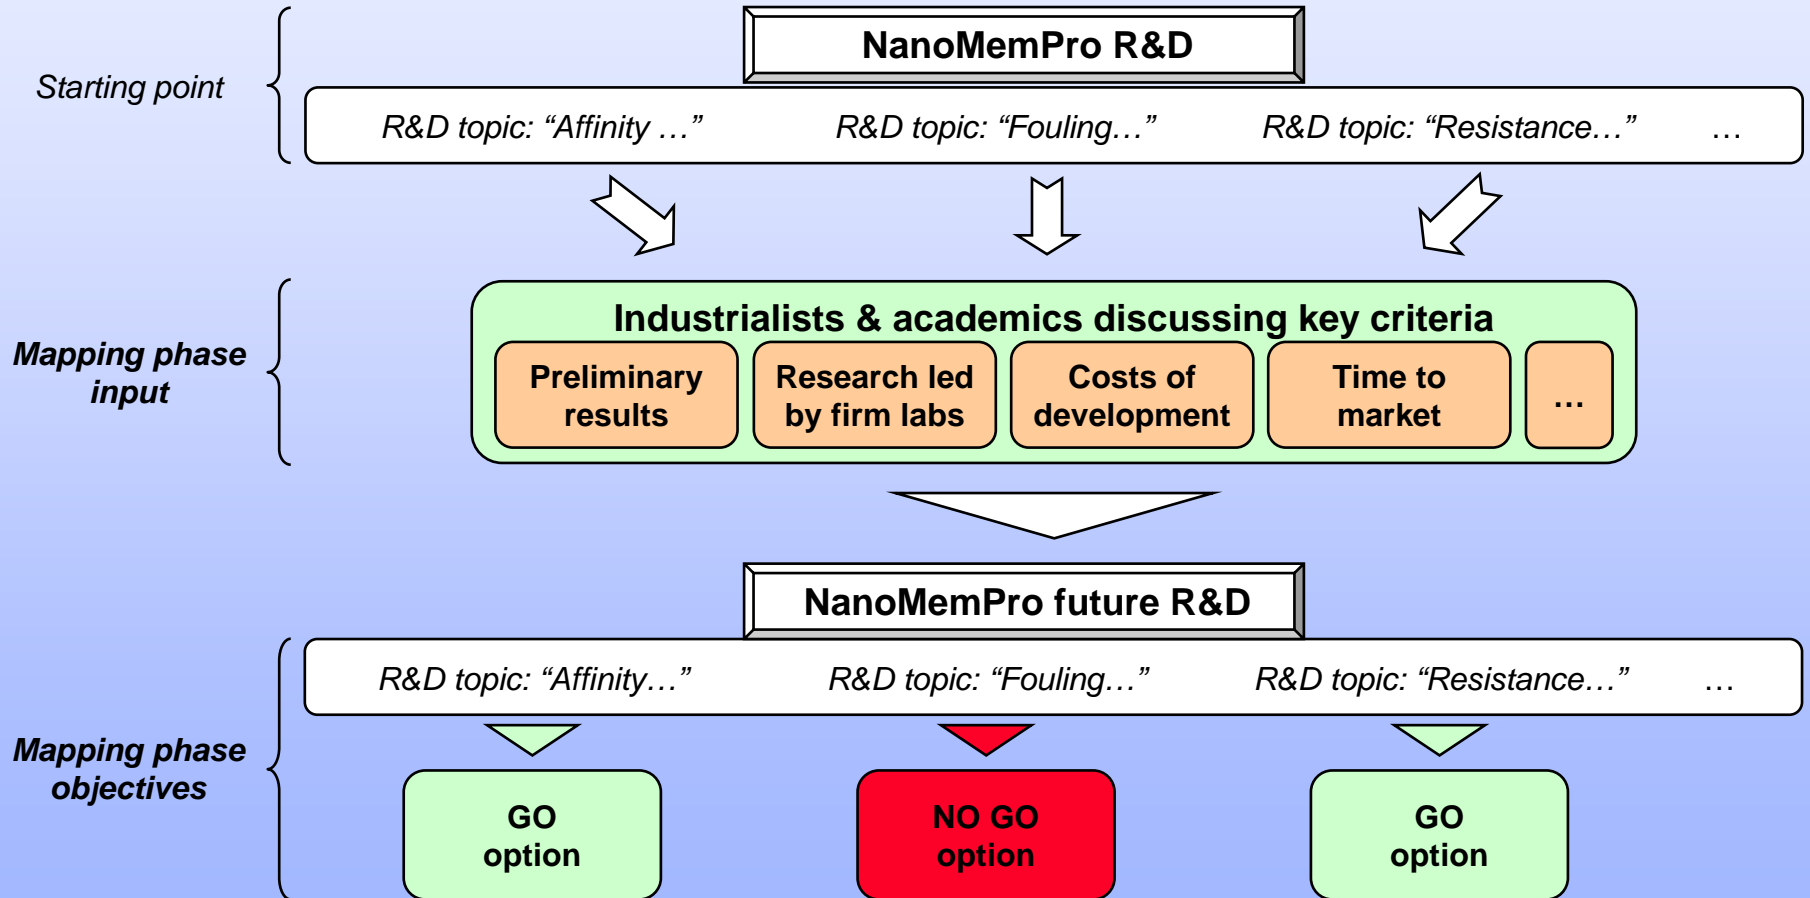 NanoMemPro R&D
Starting point
R&D topic: “Affinity …” R&D topic: “Fouling…” R&D topic: “Resistance…” …
Industrialists & academics discussing key criteria
Mapping phase
input
Preliminary
results
Research led
by firm labs
Costs of
development
Time to
market
…
NanoMemPro future R&D
R&D topic: “Affinity…” R&D topic: “Fouling…” R&D topic: “Resistance…” …
Mapping phase
objectives
GO
option
NO GO
option
GO
option